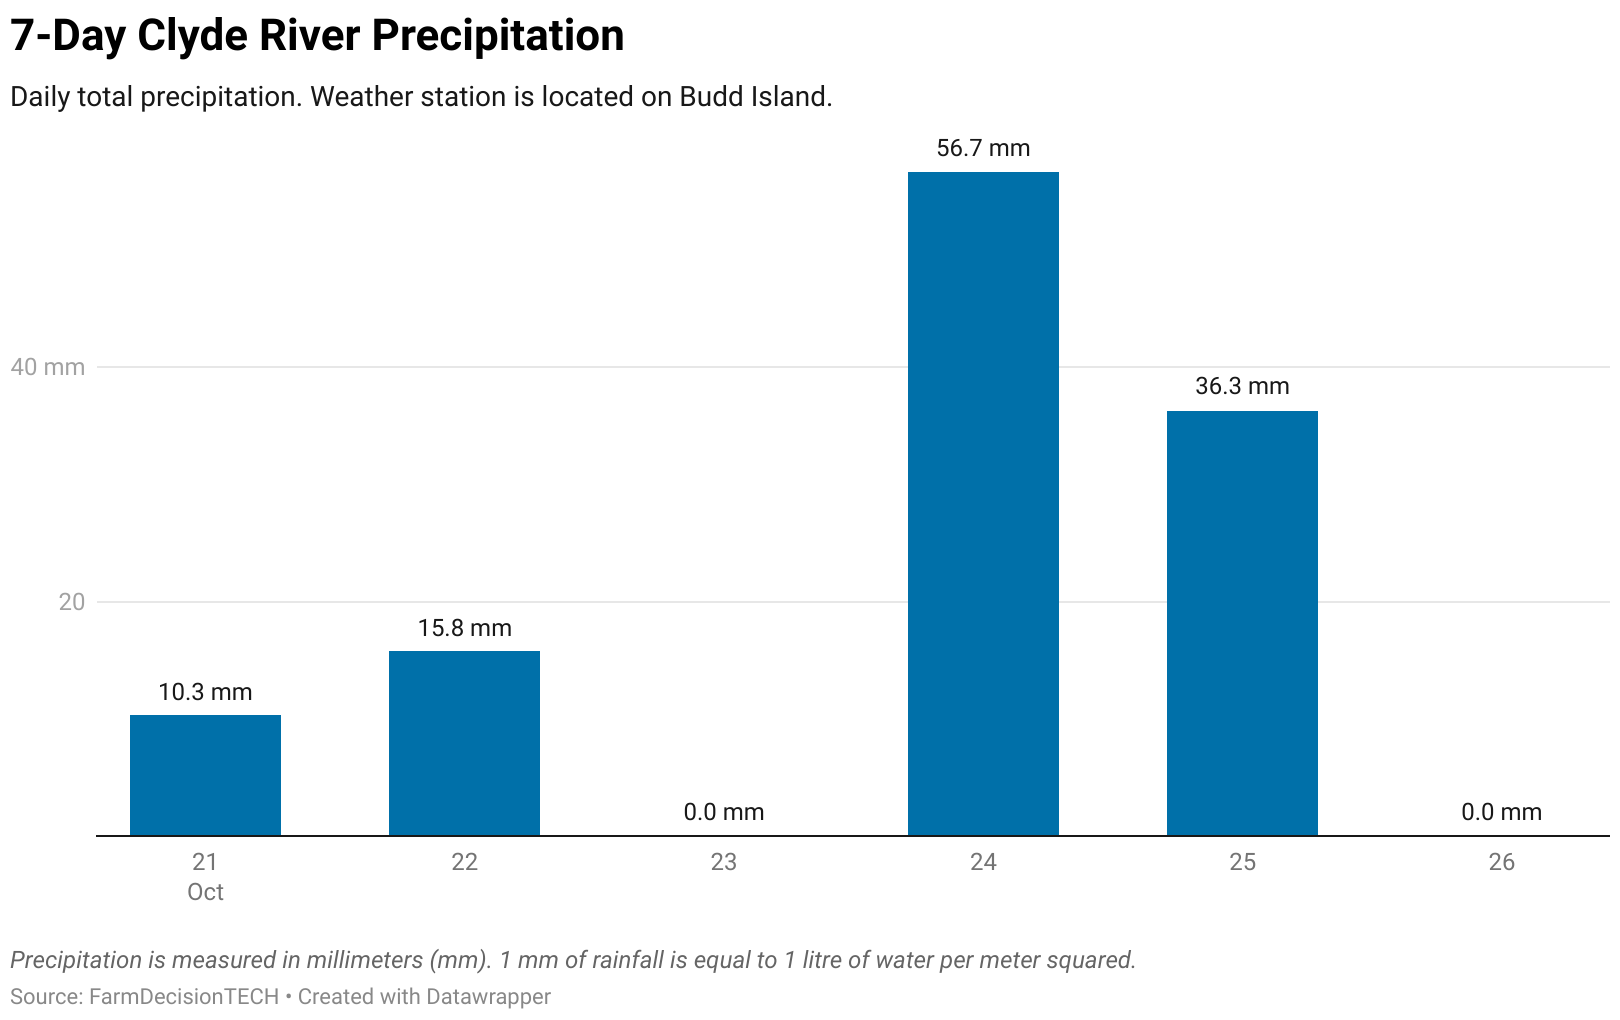 7-Day Clyde River Precipitation
Daily total precipitation. Weather station is located on Budd Island.
56.7 mm
40 mm
36.3 mm
20
15.8 mm
10.3 mm
0.0 mm
0.0 mm
21
22
23
24
25
26
Oct
Precipitation is measured in millimeters (mm). 1 mm of rainfall is equal to 1 litre of water per meter squared.
Source: FarmDecisionTECH • Created with Datawrapper